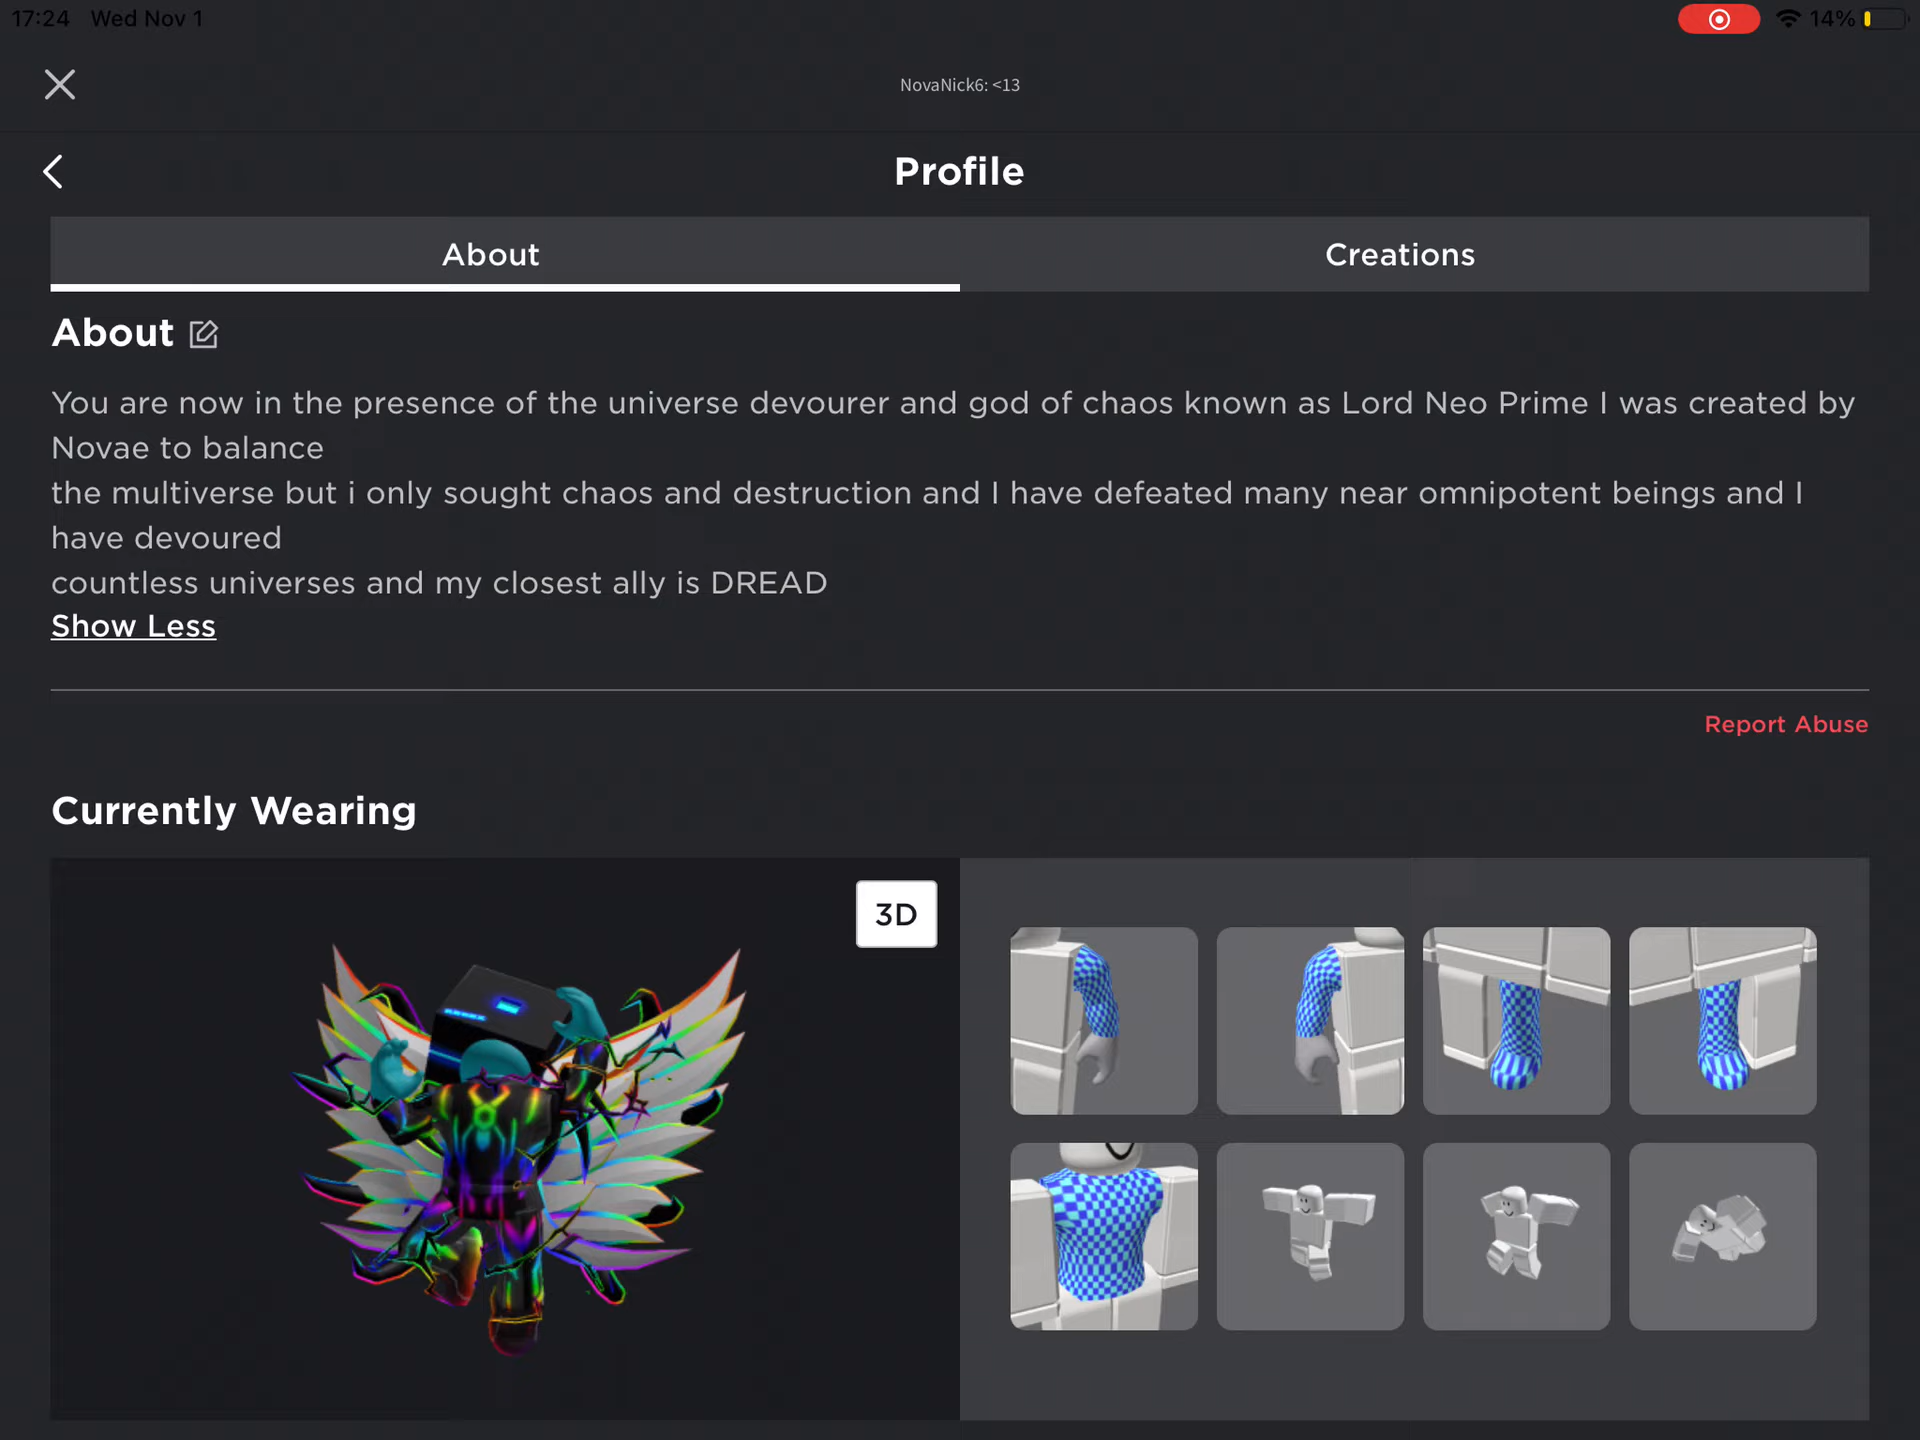 17:24 Wed Nov 1
14%
NovaNick6: <13
Profile
About
Creations
About
You are now in the presence of the universe devourer and god of chaos known as Lord Neo Prime I was created by
Novae to balance
the multiverse but i only sought chaos and destruction and I have defeated many near omnipotent beings and I
have devoured
countless universes and my closest ally is DREAD
Show Less
Report Abuse
Currently Wearing
3D